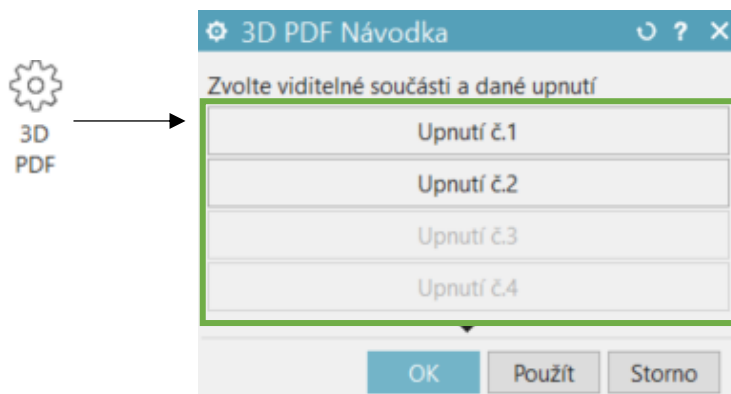 3D PDF Návodka
3D
PDF
Zvolte viditelné součásti a dané upnutí
Upnutí č.1
Upnutí č.2
Upnutí č.3
Upnutí č.4
OK
Použít
Storno